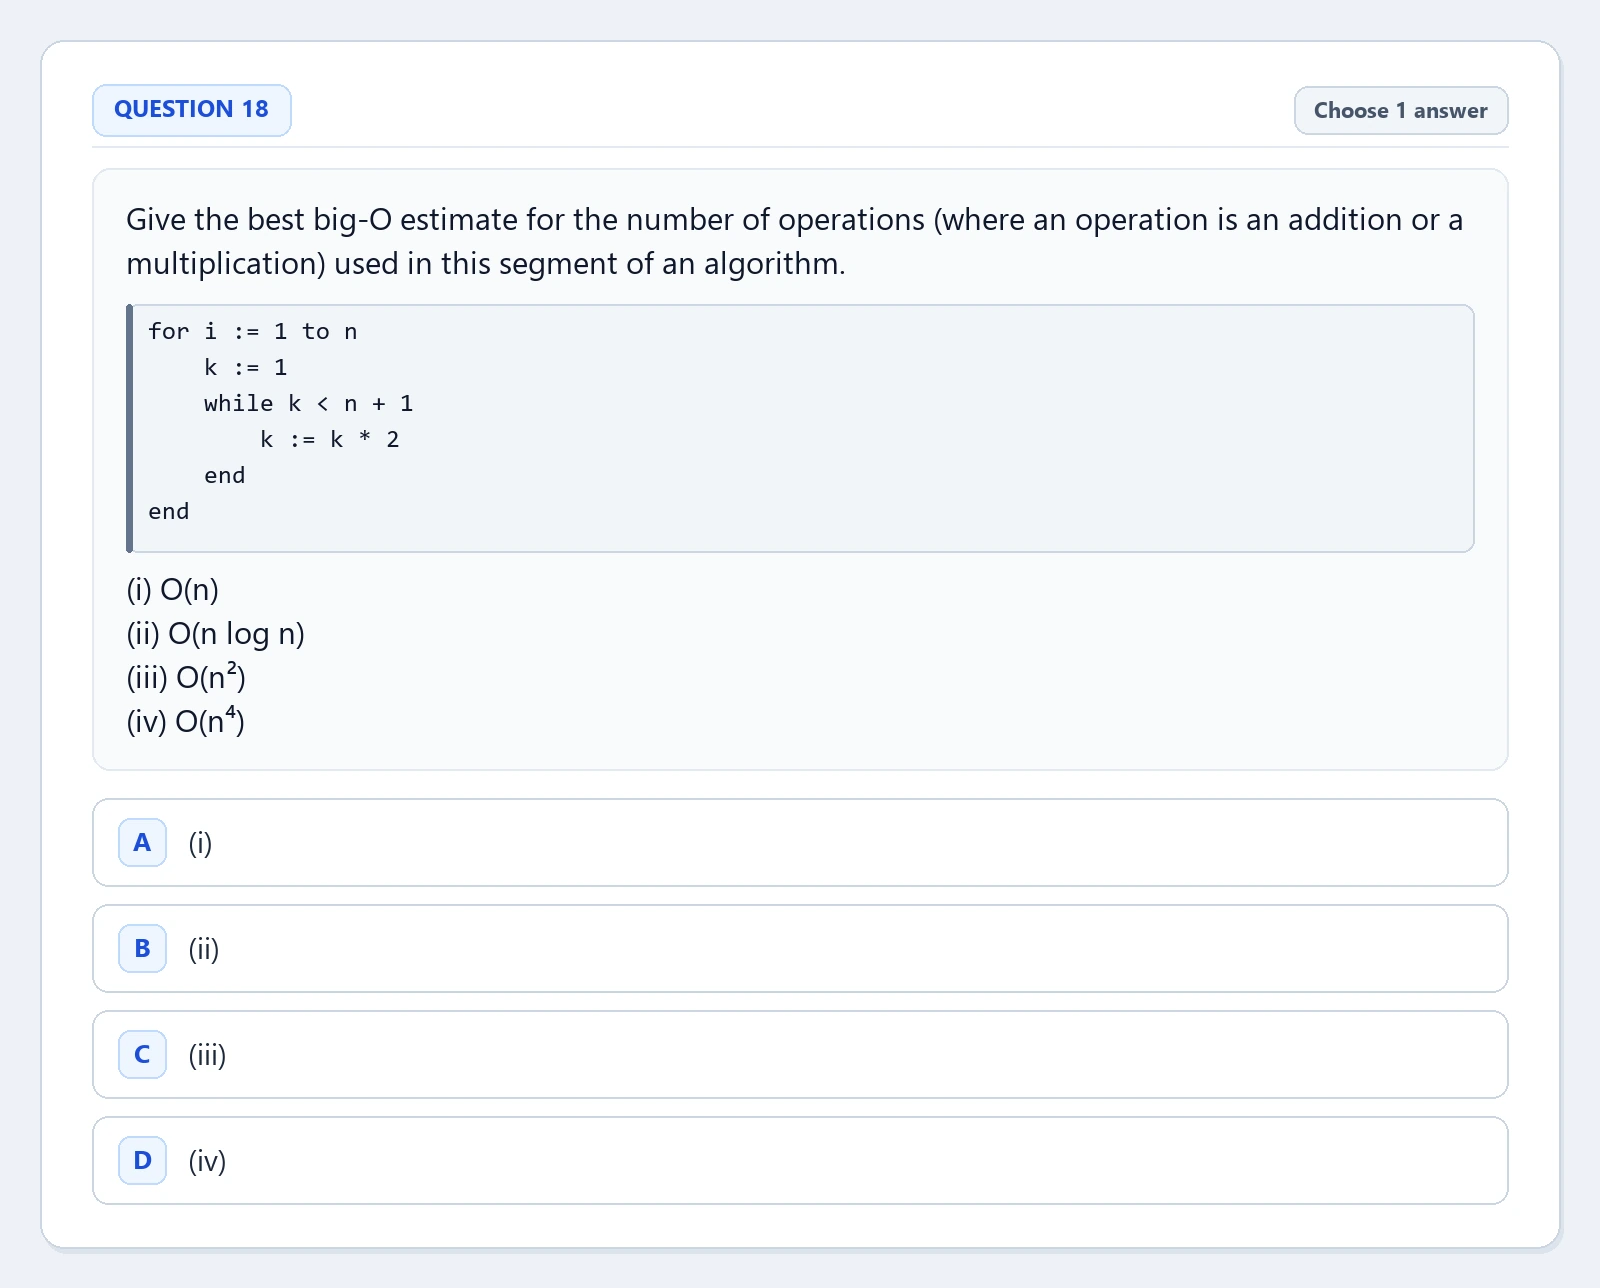 QUESTION 18
Choose 1 answer
Give the best big-O estimate for the number of operations (where an operation is an addition or a
multiplication) used in this segment of an algorithm.
for i := 1 to n
    k := 1
    while k < n + 1
        k := k * 2
    end
end
(i) O(n)
(ii) O(n log n)
(iii) O(n²)
(iv) O(n⁴)
A (i)
B (ii)
C (iii)
D (iv)